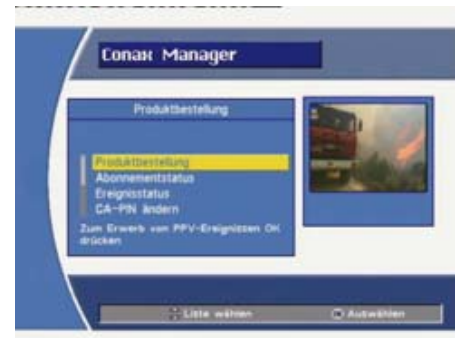 Conax Manager
Produktbestellung
Produktbestellung
Abonnementstatus
Ereignisstatus
CA-PIN ändern
Zum Erwerb von PPV-Ereignissen OK
drücken
Liste wählen
Auswählen